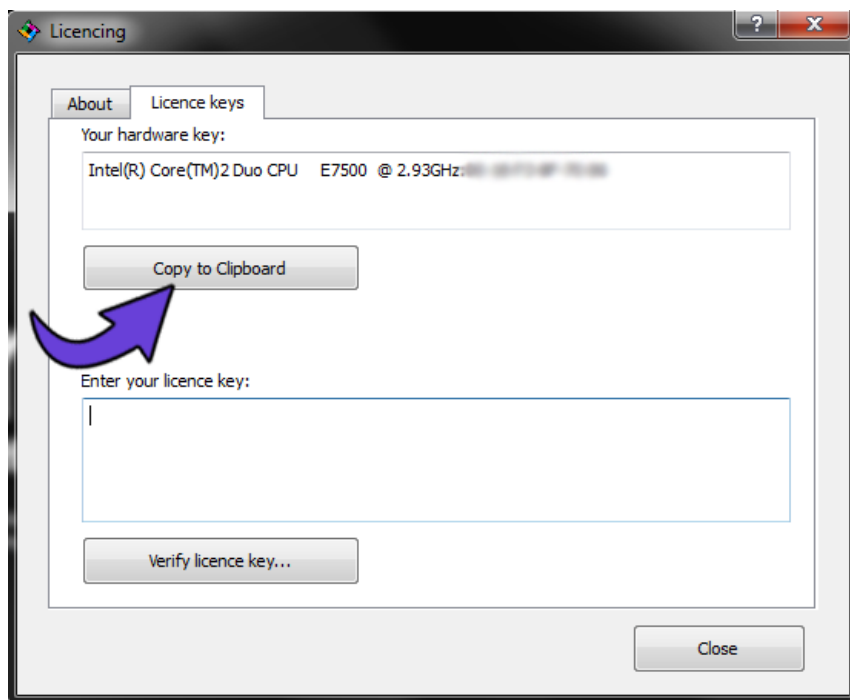 Licencing
About
Licence keys
Your hardware key:
Intel(R) Core(TM)2 Duo CPU E7500 @ 2.93GHz:
Copy to Clipboard
Enter your licence key:
Verify licence key...
Close